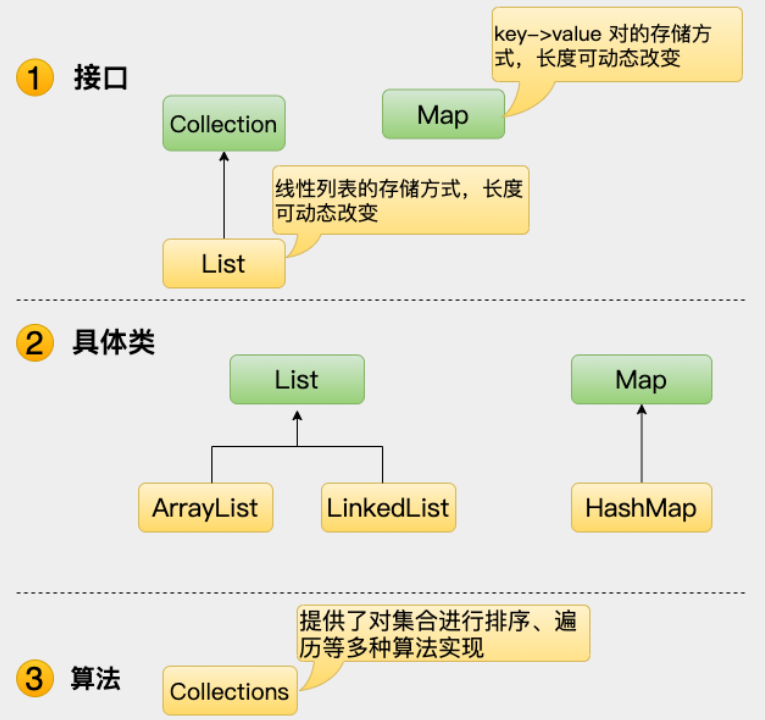 key->value 对的存储方
式，长度可动态改变
1 接口
Collection
Map
线性列表的存储方式，长度
可动态改变
List
2 具体类
List
Map
ArrayList
LinkedList
HashMap
提供了对集合进行排序、遍
历等多种算法实现
3 算法
Collections